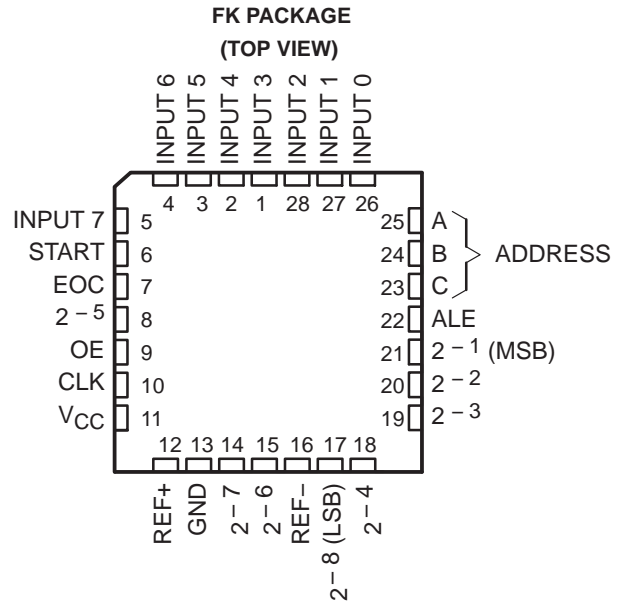 FK PACKAGE
(TOP VIEW)
INPUT 6
INPUT 5
INPUT 4
INPUT 3
INPUT 2
INPUT 1
INPUT 0
4 3 2 1 28 27 26
INPUT 7 5
START 6
EOC 7
2 – 5 8
OE 9
CLK 10
VCC 11
25 A
24 B
23 C
ADDRESS
22 ALE
21 2 – 1 (MSB)
20 2 – 2
19 2 – 3
12 13 14 15 16 17 18
REF+
GND
2 – 7
2 – 6
REF–
2 – 8 (LSB)
2 – 4